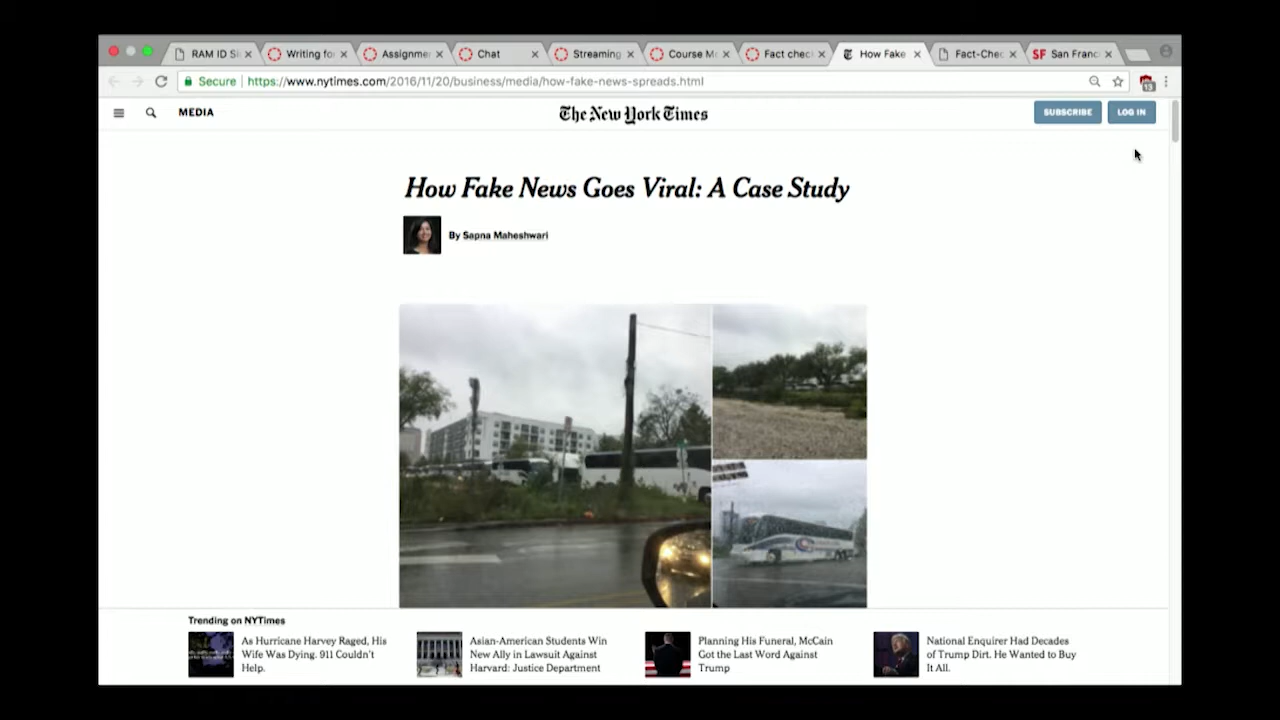 RAM ID Si
Writing fo
Assignme
Chat
Streaming
Course M
Fact chec
How Fake
Fact-Chec
San Franc
Secure
https://www.nytimes.com/2016/11/20/business/media/how-fake-news-spreads.html
13
MEDIA
The New York Times
SUBSCRIBE
LOG IN
How Fake News Goes Viral: A Case Study
By Sapna Maheshwari
Trending on NYTimes
As Hurricane Harvey Raged, His
Wife Was Dying. 911 Couldn't
Help.
Asian-American Students Win
New Ally in Lawsuit Against
Harvard: Justice Department
Planning His Funeral, McCain
Got the Last Word Against
Trump
National Enquirer Had Decades
of Trump Dirt. He Wanted to Buy
It All.